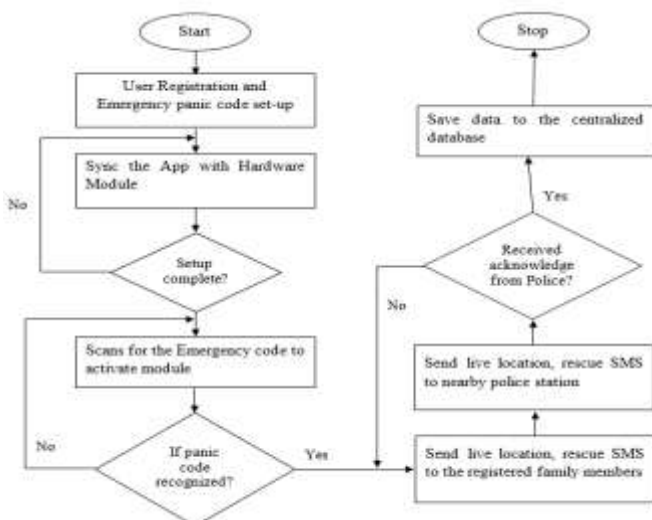 Start
User Registration and
Emergency panic code set-up
Sync the App with Hardware
Module
No
Setup
complete?
Scans for the Emergency code to
activate module
No
If panic
code
recognized?
Yes
Send live location, rescue SMS
to the registered family members
Send live location, rescue SMS
to nearby police station
Received
acknowledge
from Police?
No
Yes
Save data to the centralized
database
Stop